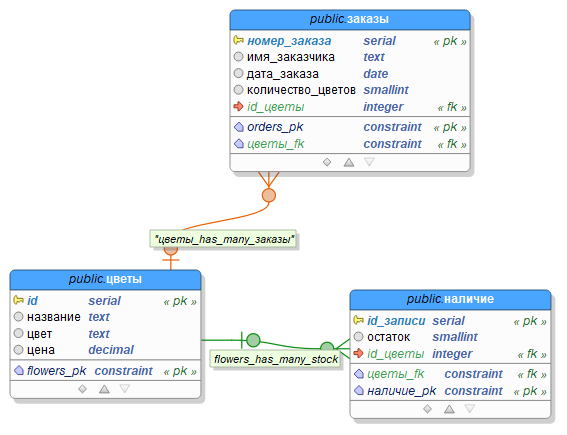 public.заказы
номер_заказа serial « pk »
имя_заказчика text
дата_заказа date
количество_цветов smallint
id_цветы integer « fk »
orders_pk constraint « pk »
цветы_fk constraint « fk »
"цветы_has_many_заказы"
public.цветы
id serial « pk »
название text
цвет text
цена decimal
flowers_pk constraint « pk »
flowers_has_many_stock
public.наличие
id_записи serial « pk »
остаток smallint
id_цветы integer « fk »
цветы_fk constraint « fk »
наличие_pk constraint « pk »